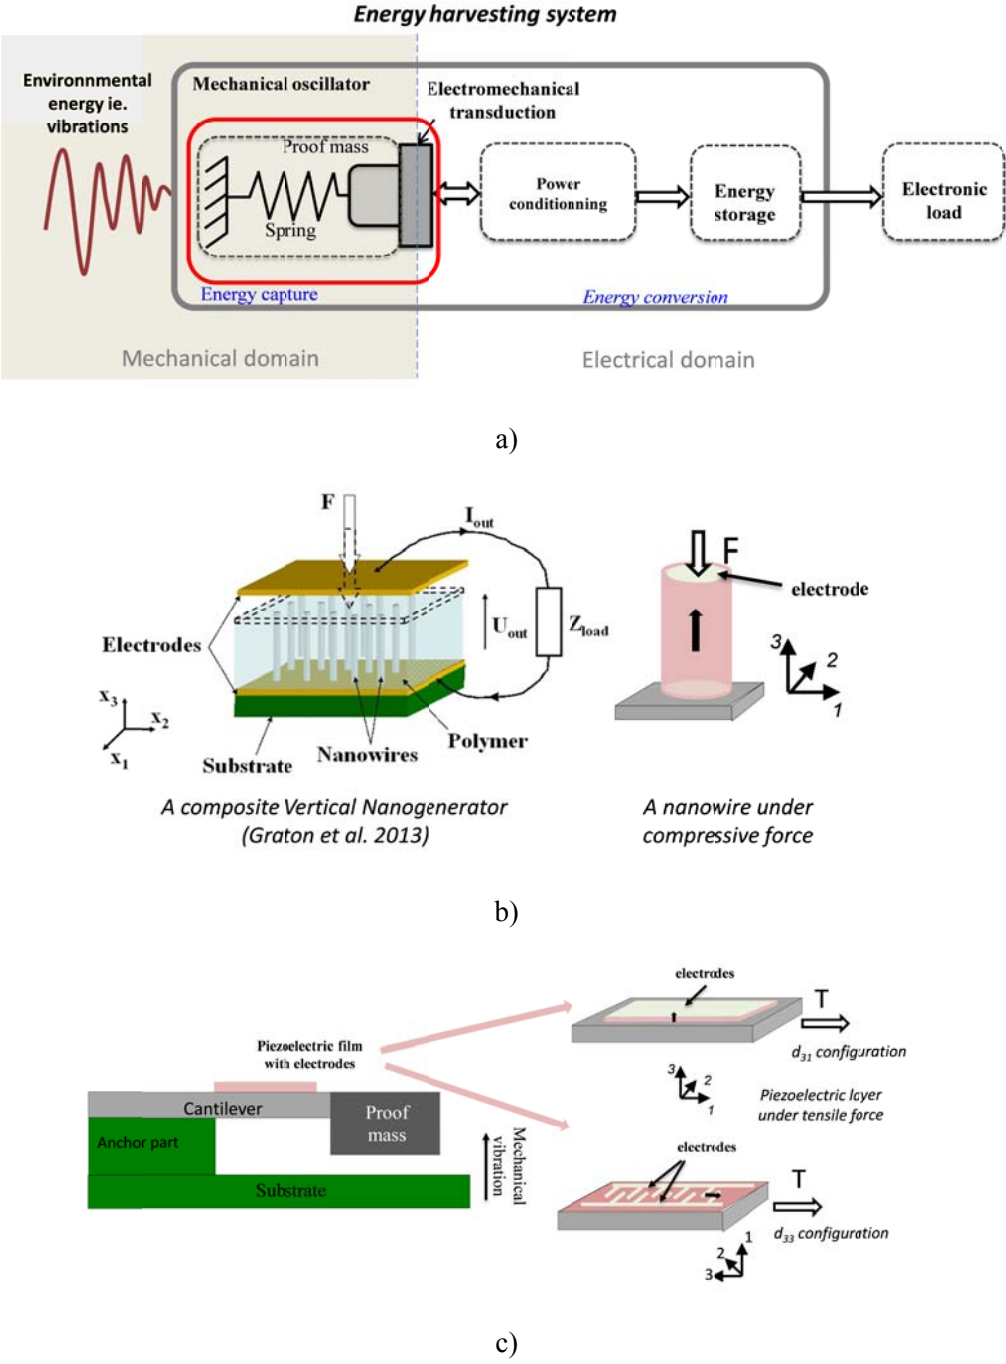 Energy harvesting system
Environnmental
energy ie.
vibrations
Mechanical oscillator
Electromechanical
transduction
Proof mass
Spring
Power
conditionning
Energy
storage
Electronic
load
Energy capture
Energy conversion
Mechanical domain
Electrical domain
a)
F
Iout
Uout
Zload
Electrodes
x3
x2
x1
Substrate
Nanowires
Polymer
A composite Vertical Nanogenerator
(Graton et al. 2013)
F
electrode
3
2
1
A nanowire under
compressive force
b)
Piezoelectric film
with electrodes
Cantilever
Proof
mass
Anchor part
Substrate
Mechanical
vibration
electrodes
T
d31 configuration
3
2
1
Piezoelectric layer
under tensile force
electrodes
T
d33 configuration
1
2
3
c)